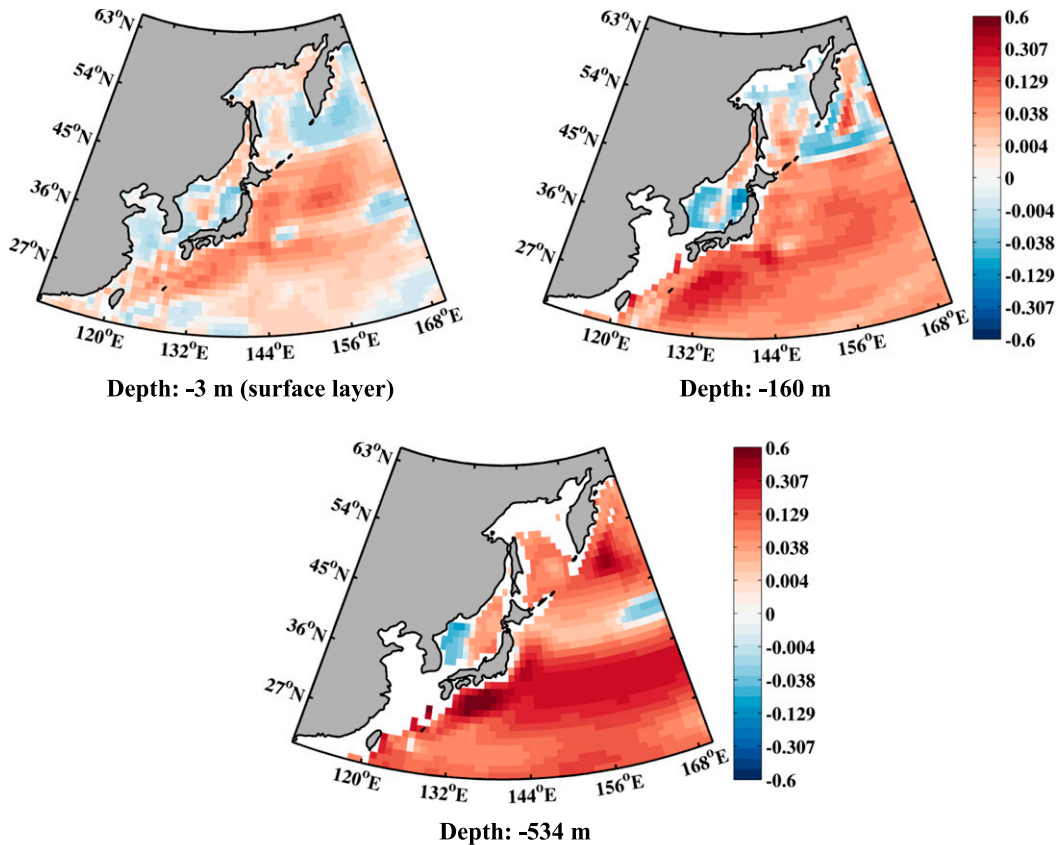 63°N
54°N
45°N
36°N
27°N
120°E
132°E
144°E
156°E
168°E
Depth: -3 m (surface layer)
63°N
54°N
45°N
36°N
27°N
120°E
132°E
144°E
156°E
168°E
Depth: -160 m
0.6
0.307
0.129
0.038
0.004
0
-0.004
-0.038
-0.129
-0.307
-0.6
63°N
54°N
45°N
36°N
27°N
120°E
132°E
144°E
156°E
168°E
Depth: -534 m
0.6
0.307
0.129
0.038
0.004
0
-0.004
-0.038
-0.129
-0.307
-0.6